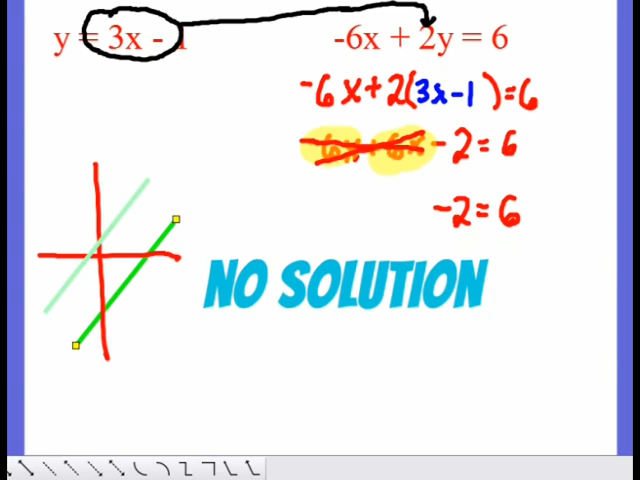 y = 3x - 1
-6x + 2y = 6
-6x+2(3x-1)=6
-6x+6x-2=6
-2=6
NO SOLUTION